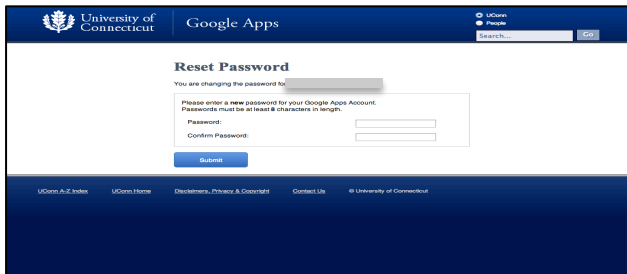 University of
Connecticut
Google Apps
UConn
People
Search...
Go
Reset Password
You are changing the password for
Please enter a new password for your Google Apps Account.
Passwords must be at least 8 characters in length.
Password:
Confirm Password:
Submit
UConn A-Z Index UConn Home Disclaimers, Privacy & Copyright Contact Us © University of Connecticut